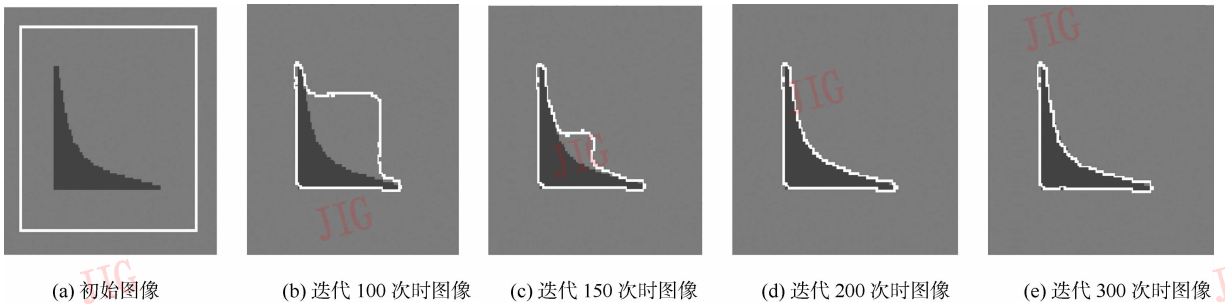 JIG
JIG
JIG
JIG
JIG
(a) 初始图像
(b) 迭代 100 次时图像
(c) 迭代 150 次时图像
(d) 迭代 200 次时图像
(e) 迭代 300 次时图像